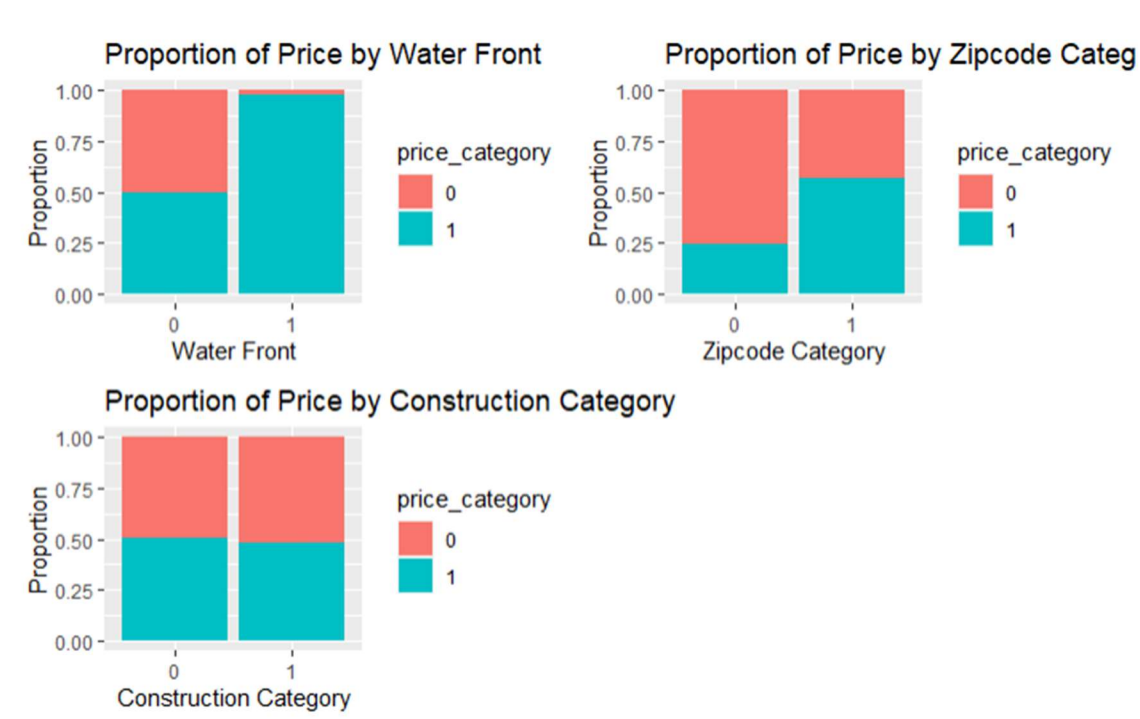 Proportion of Price by Water Front
1.00
0.75
0.50
0.25
0.00
Proportion
0
1
Water Front
price_category
0
1
Proportion of Price by Zipcode Categ
1.00
0.75
0.50
0.25
0.00
Proportion
0
1
Zipcode Category
price_category
0
1
Proportion of Price by Construction Category
1.00
0.75
0.50
0.25
0.00
Proportion
0
1
Construction Category
price_category
0
1